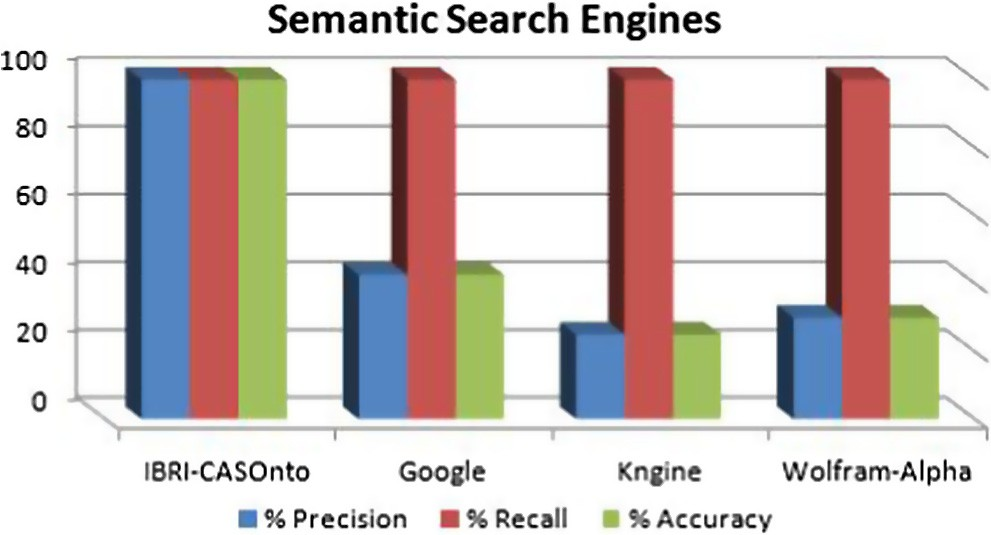 Semantic Search Engines
100
80
60
40
20
0
IBRI-CASOnto Google Kngine Wolfram-Alpha
% Precision % Recall % Accuracy